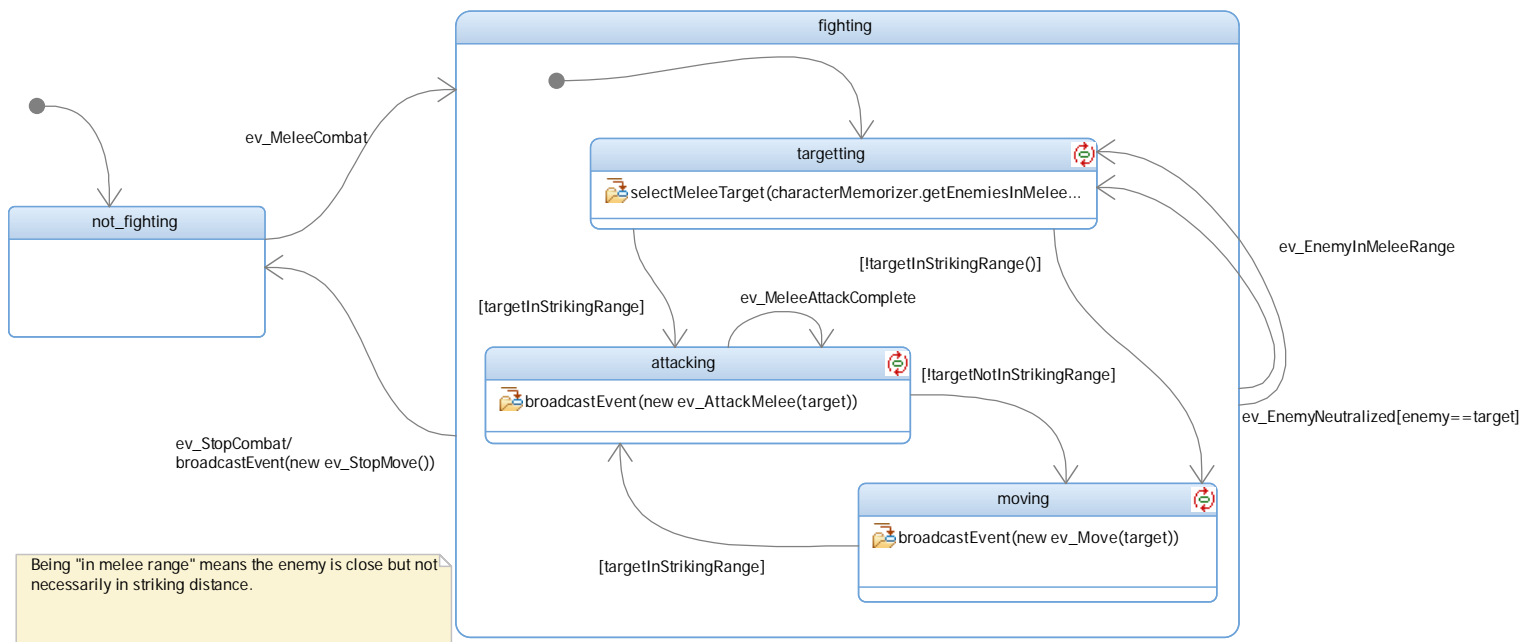 fighting
ev_MeleeCombat
targetting
selectMeleeTarget(characterMemorizer.getEnemiesInMelee...
not_fighting
ev_EnemyInMeleeRange
[!targetInStrikingRange()]
ev_MeleeAttackComplete
[targetInStrikingRange]
attacking
[!targetNotInStrikingRange]
broadcastEvent(new ev_AttackMelee(target))
ev_EnemyNeutralized[enemy==target]
ev_StopCombat/
broadcastEvent(new ev_StopMove())
moving
broadcastEvent(new ev_Move(target))
[targetInStrikingRange]
Being "in melee range" means the enemy is close but not
necessarily in striking distance.